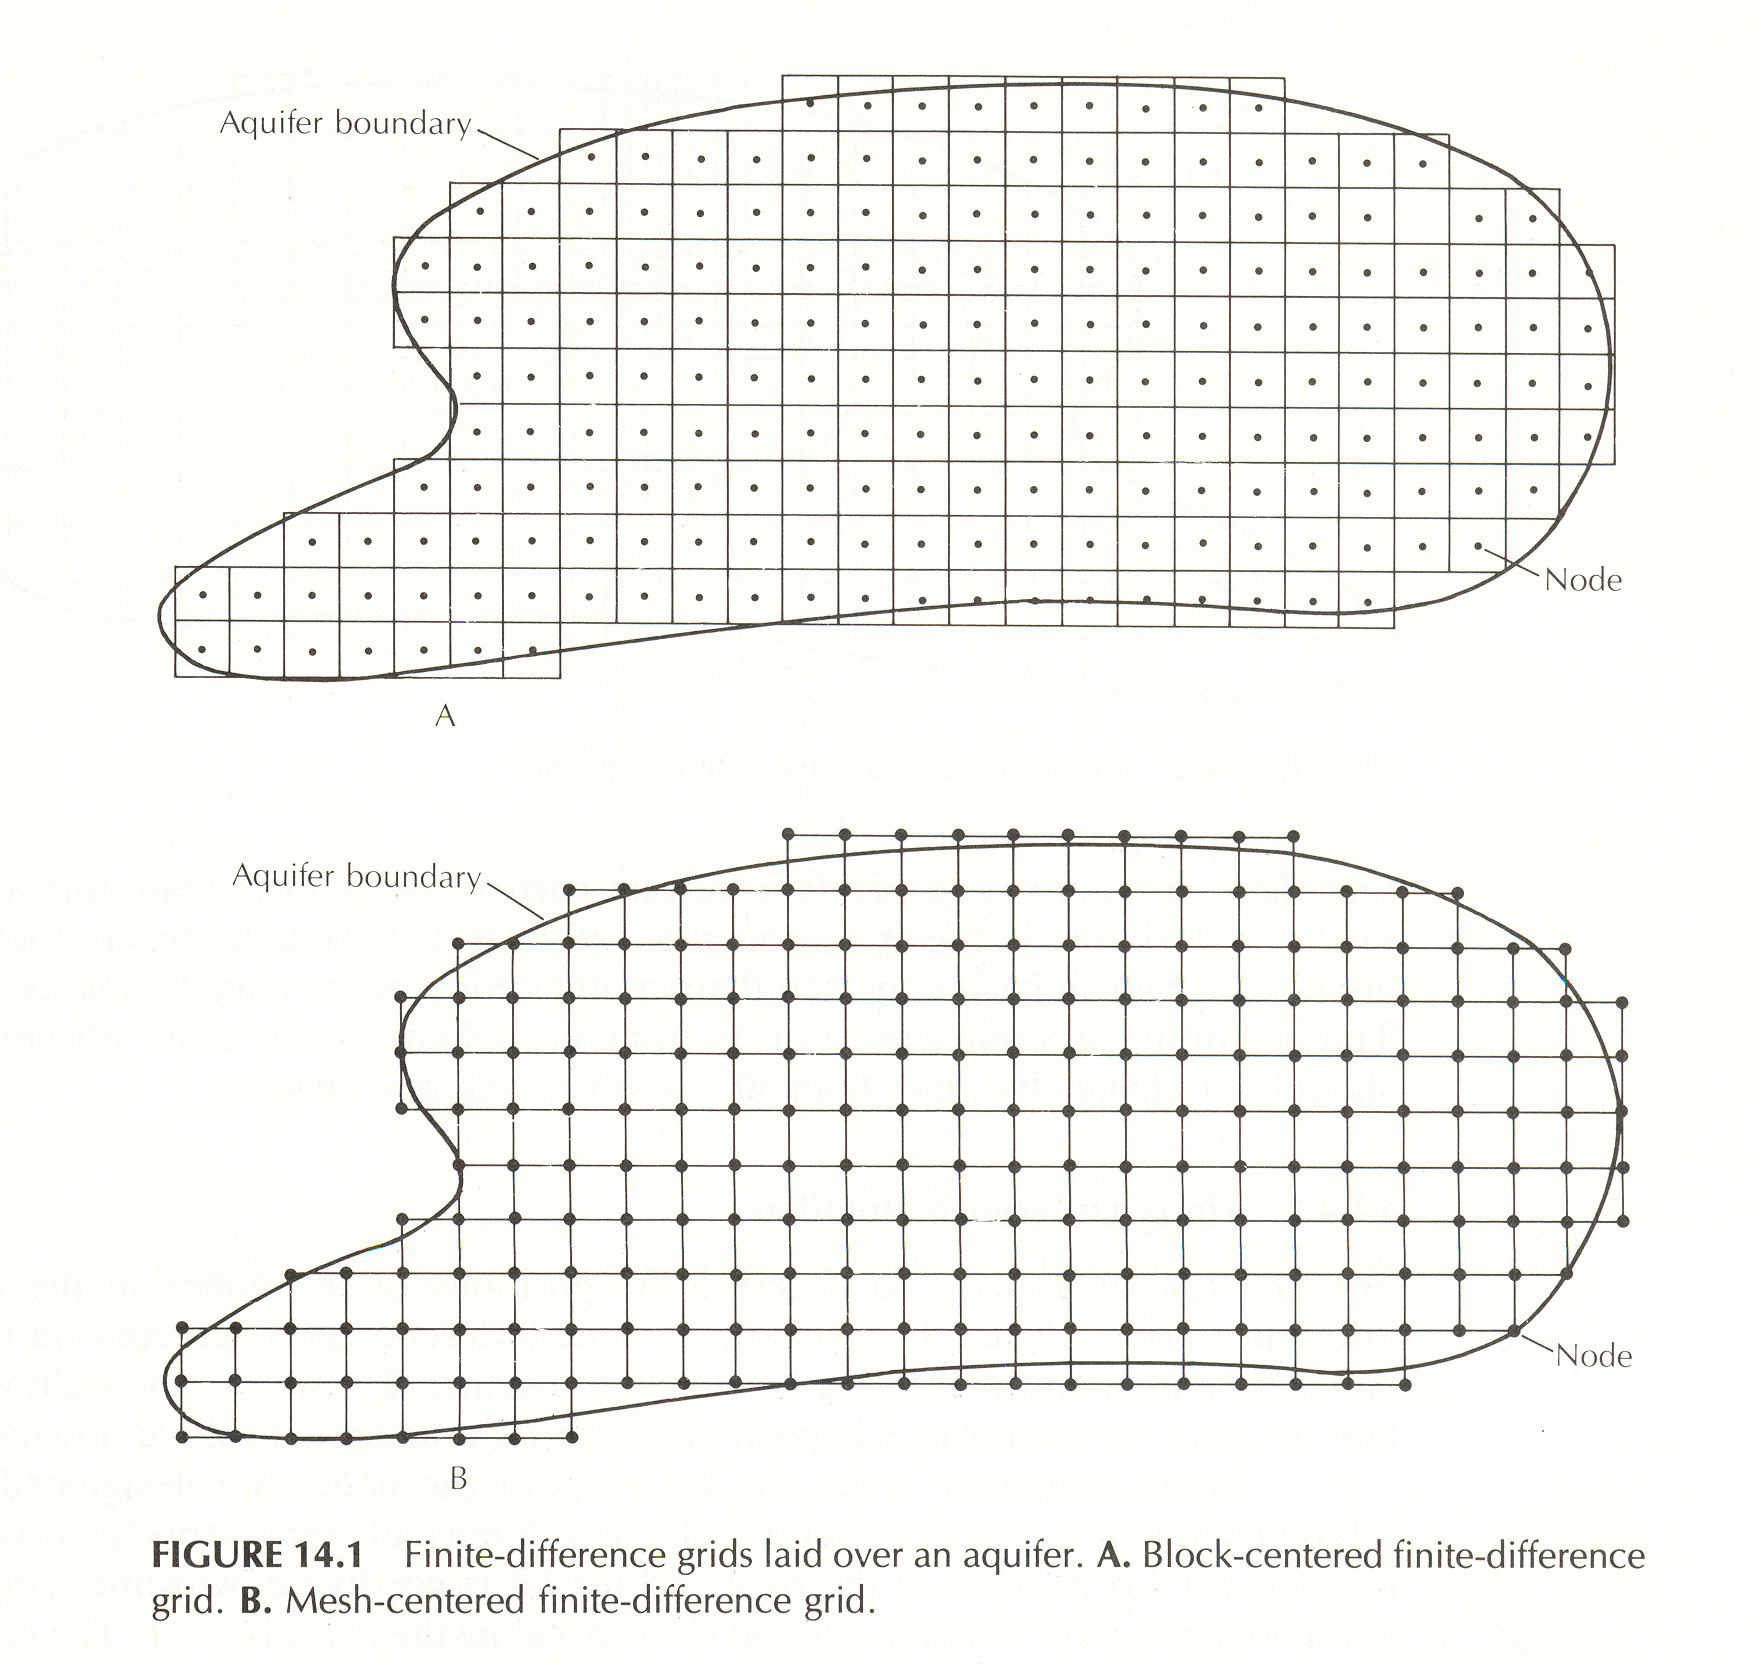 Aquifer boundary
Node
A
Aquifer boundary
Node
B
FIGURE 14.1 Finite-difference grids laid over an aquifer. A. Block-centered finite-difference
grid. B. Mesh-centered finite-difference grid.